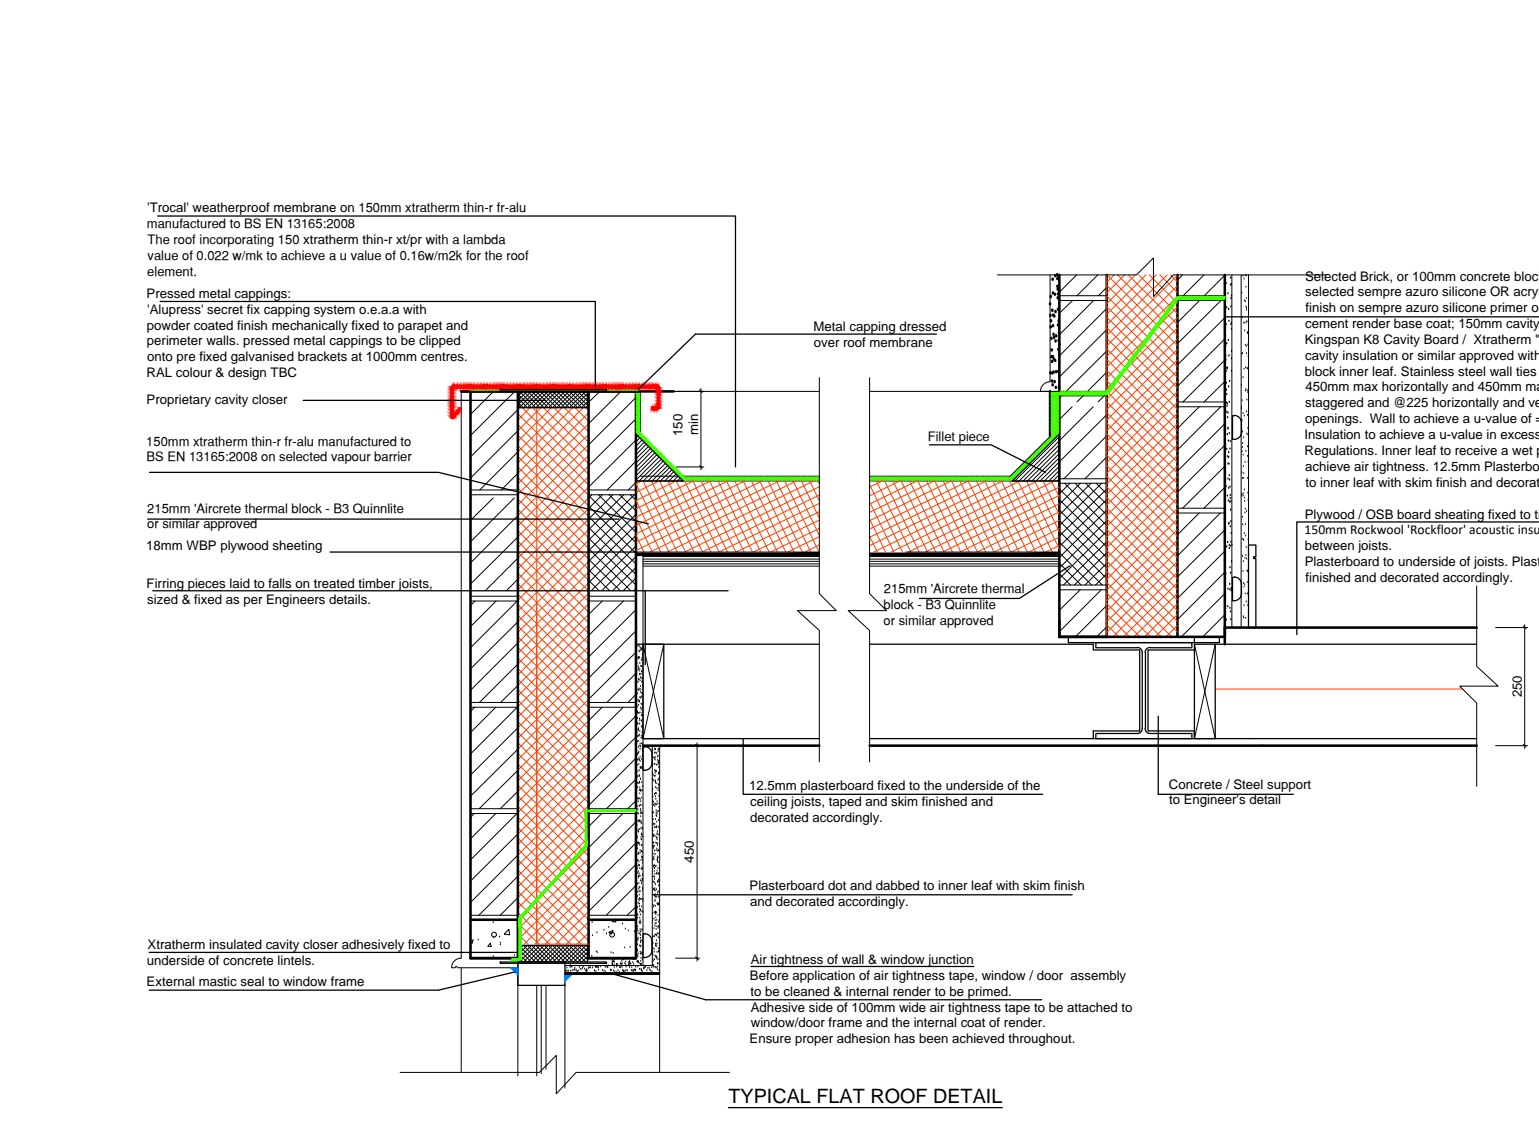 'Trocal' weatherproof membrane on 150mm xtratherm thin-r fr-alu
manufactured to BS EN 13165:2008
The roof incorporating 150 xtratherm thin-r xt/pr with a lambda
value of 0.022 w/mk to achieve a u value of 0.16w/m2k for the roof
element.
Pressed metal cappings:
'Alupress' secret fix capping system o.e.a.a with
powder coated finish mechanically fixed to parapet and
perimeter walls. pressed metal cappings to be clipped
onto pre fixed galvanised brackets at 1000mm centres.
RAL colour & design TBC
Proprietary cavity closer
150mm xtratherm thin-r fr-alu manufactured to
BS EN 13165:2008 on selected vapour barrier
215mm 'Aircrete thermal block - B3 Quinnlite
or similar approved
18mm WBP plywood sheeting
Firring pieces laid to falls on treated timber joists,
sized & fixed as per Engineers details.
Xtratherm insulated cavity closer adhesively fixed to
underside of concrete lintels.
External mastic seal to window frame
Metal capping dressed
over roof membrane
150
min
Fillet piece
215mm 'Aircrete thermal
block - B3 Quinnlite
or similar approved
12.5mm plasterboard fixed to the underside of the
ceiling joists, taped and skim finished and
decorated accordingly.
450
Plasterboard dot and dabbed to inner leaf with skim finish
and decorated accordingly.
Air tightness of wall & window junction
Before application of air tightness tape, window / door assembly
to be cleaned & internal render to be primed.
Adhesive side of 100mm wide air tightness tape to be attached to
window/door frame and the internal coat of render.
Ensure proper adhesion has been achieved throughout.
Concrete / Steel support
to Engineer's detail
250
Selected Brick, or 100mm concrete
selected sempre azuro silicone OR
finish on sempre azuro silicone primer
cement render base coat; 150mm cavity
Kingspan K8 Cavity Board / Xtratherm
cavity insulation or similar approved with
block inner leaf. Stainless steel wall ties
450mm max horizontally and 450mm
staggered and @225 horizontally and
openings. Wall to achieve a u-value of
Insulation to achieve a u-value in excess
Regulations. Inner leaf to receive a wet
achieve air tightness. 12.5mm
to inner leaf with skim finish and
Plywood / OSB board sheating fixed to
150mm Rockwool 'Rockfloor' acoustic
between joists.
Plasterboard to underside of joists.
finished and decorated accordingly.
TYPICAL FLAT ROOF DETAIL